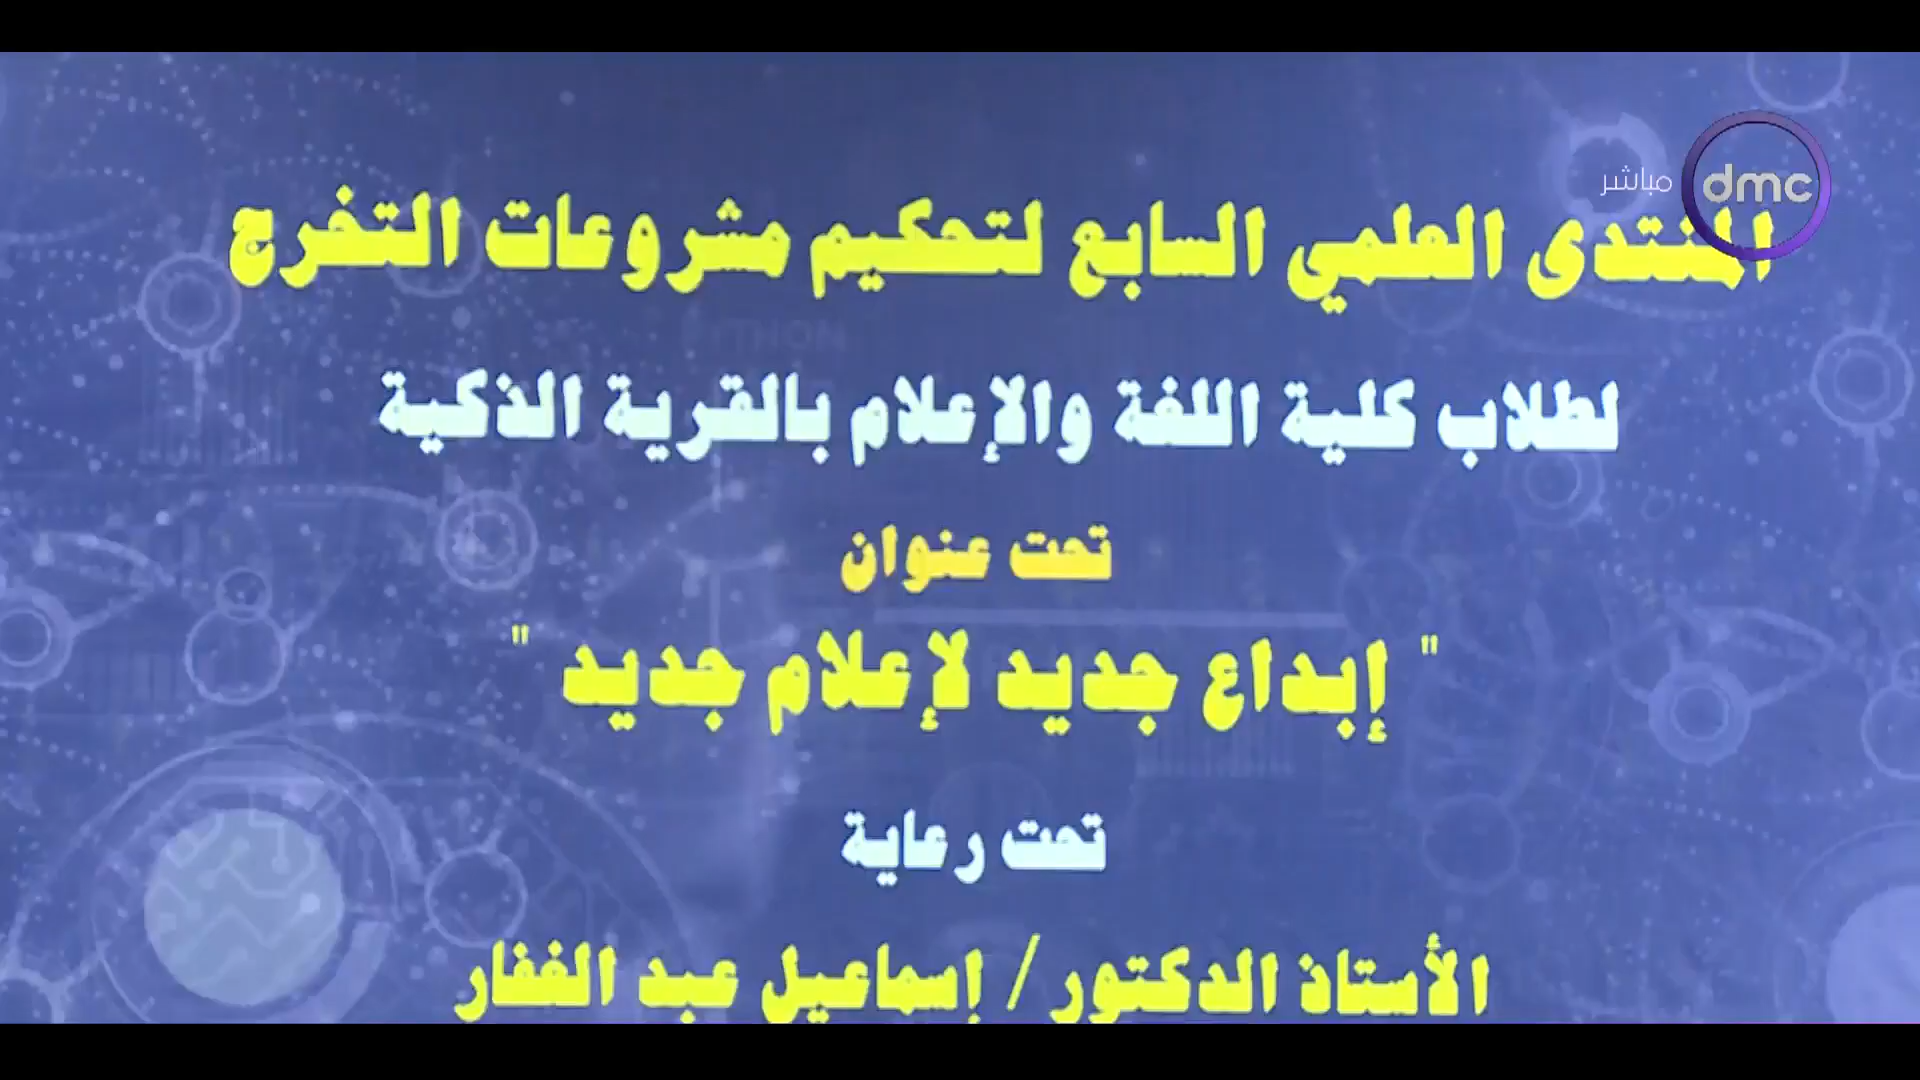 dmc مباشر
المنتدى العلمي السابع لتحكيم مشروعات التخرج
لطلاب كلية اللغة والإعلام بالقرية الذكية
تحت عنوان
" إبداع جديد لإعلام جديد "
تحت رعاية
الأستاذ الدكتور / إسماعيل عبد الغفار